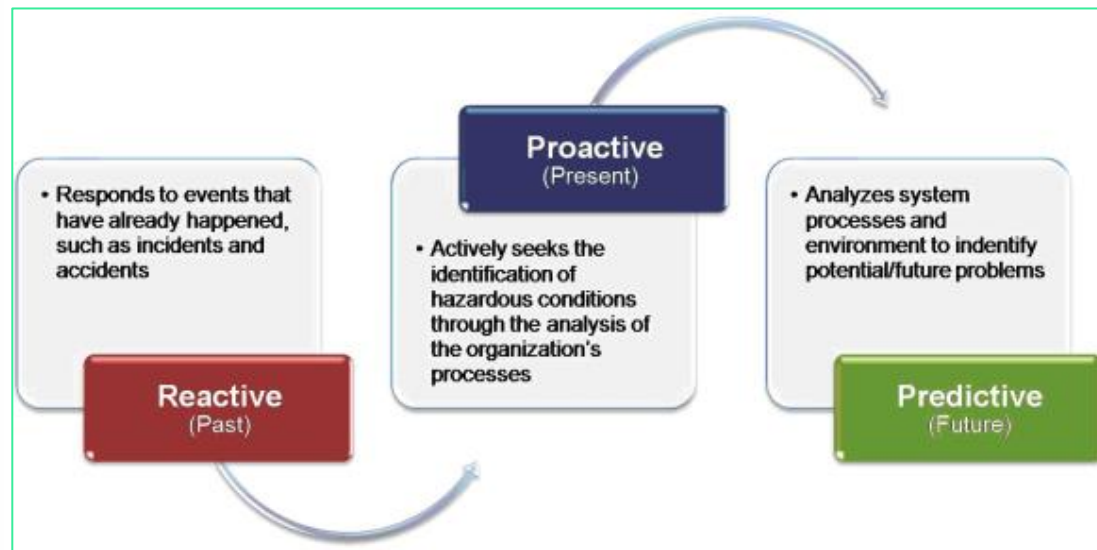 • Responds to events that
have already happened,
such as incidents and
accidents
Reactive
(Past)
Proactive
(Present)
• Actively seeks the
identification of
hazardous conditions
through the analysis of
the organization's
processes
• Analyzes system
processes and
environment to indentify
potential/future problems
Predictive
(Future)